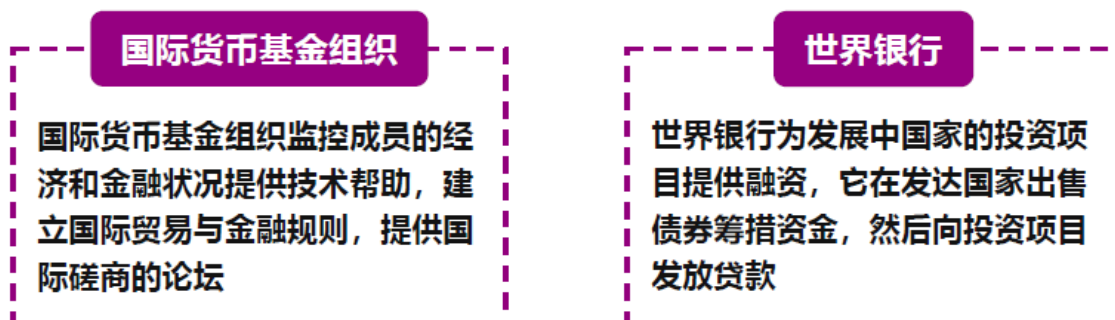 国际货币基金组织
国际货币基金组织监控成员的经
济和金融状况提供技术帮助，建
立国际贸易与金融规则，提供国
际磋商的论坛
世界银行
世界银行为发展中国家的投资项
目提供融资，它在发达国家出售
债券筹措资金，然后向投资项目
发放贷款